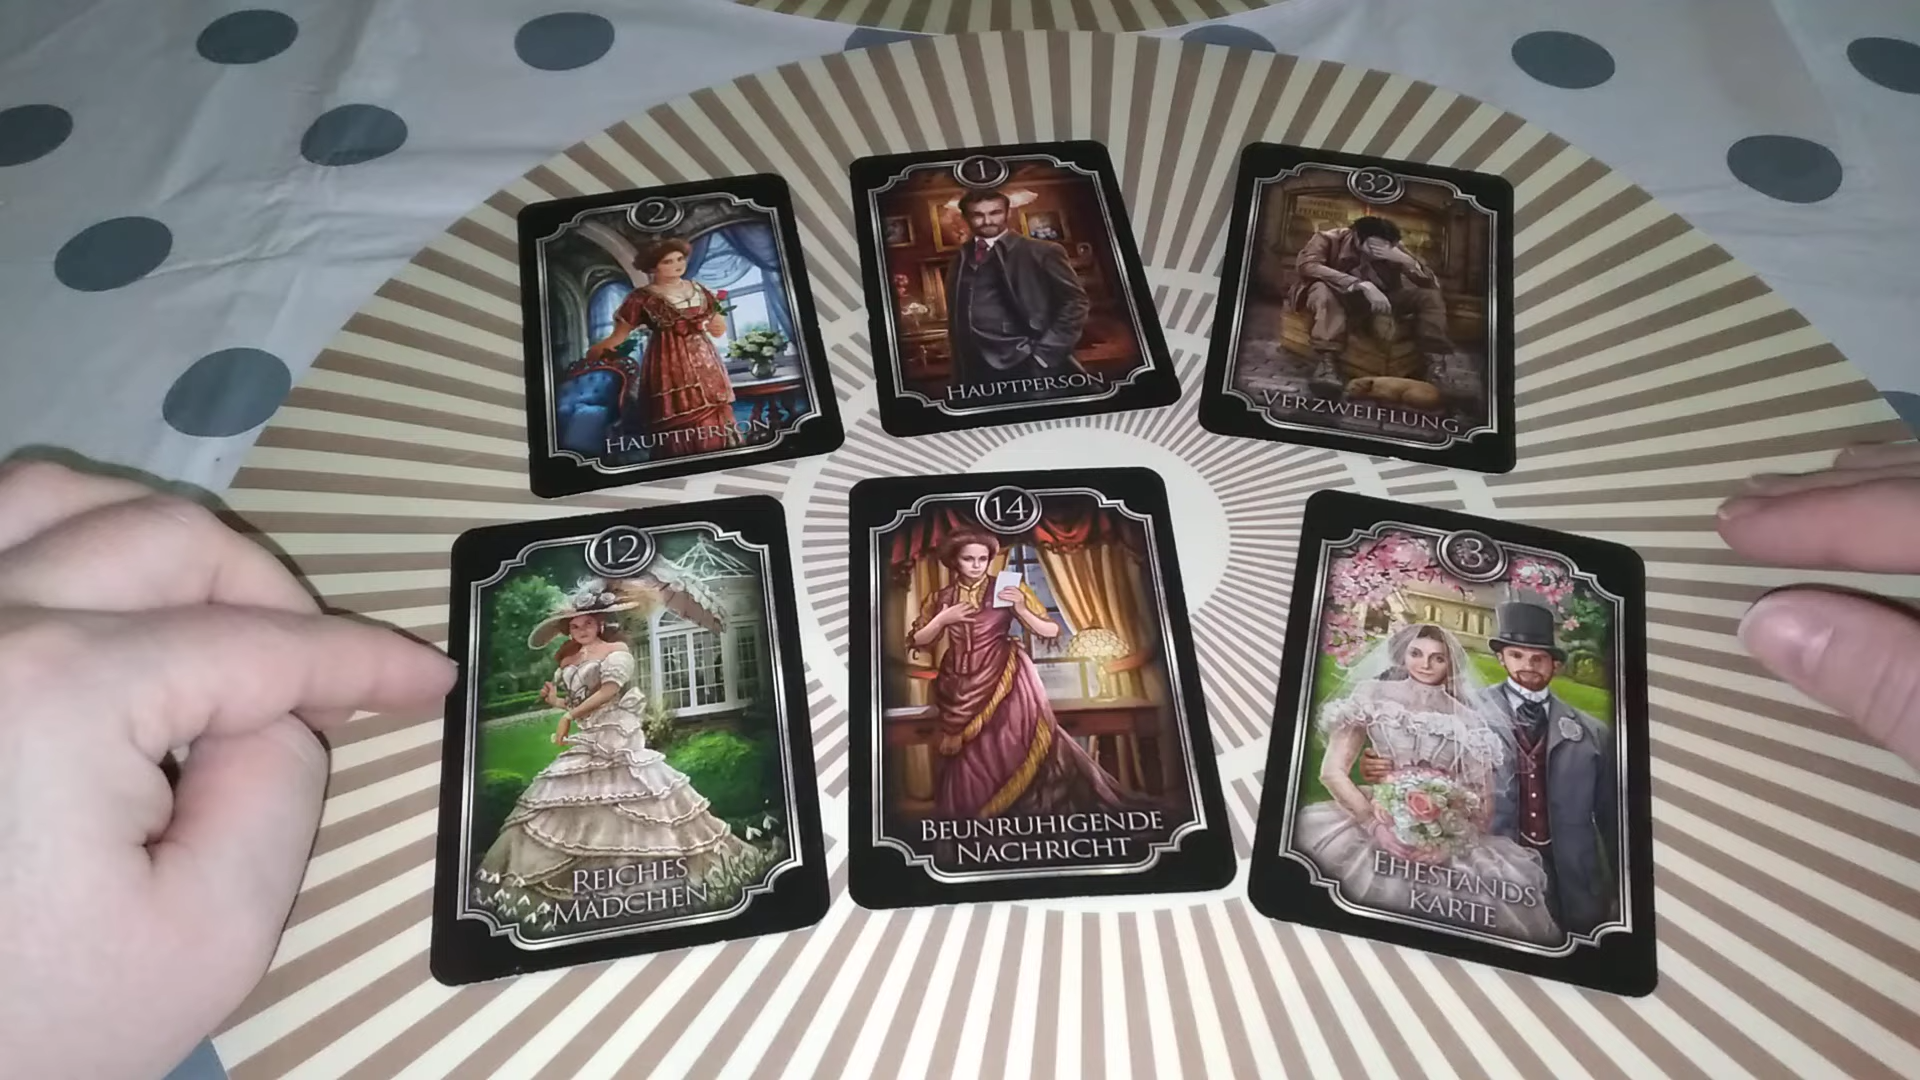 2
HAUPTPERSON
1
HAUPTPERSON
32
VERZWEIFLUNG
12
REICHES
MÄDCHEN
14
BEUNRUHIGENDE
NACHRICHT
3
EHESTANDS
KARTE